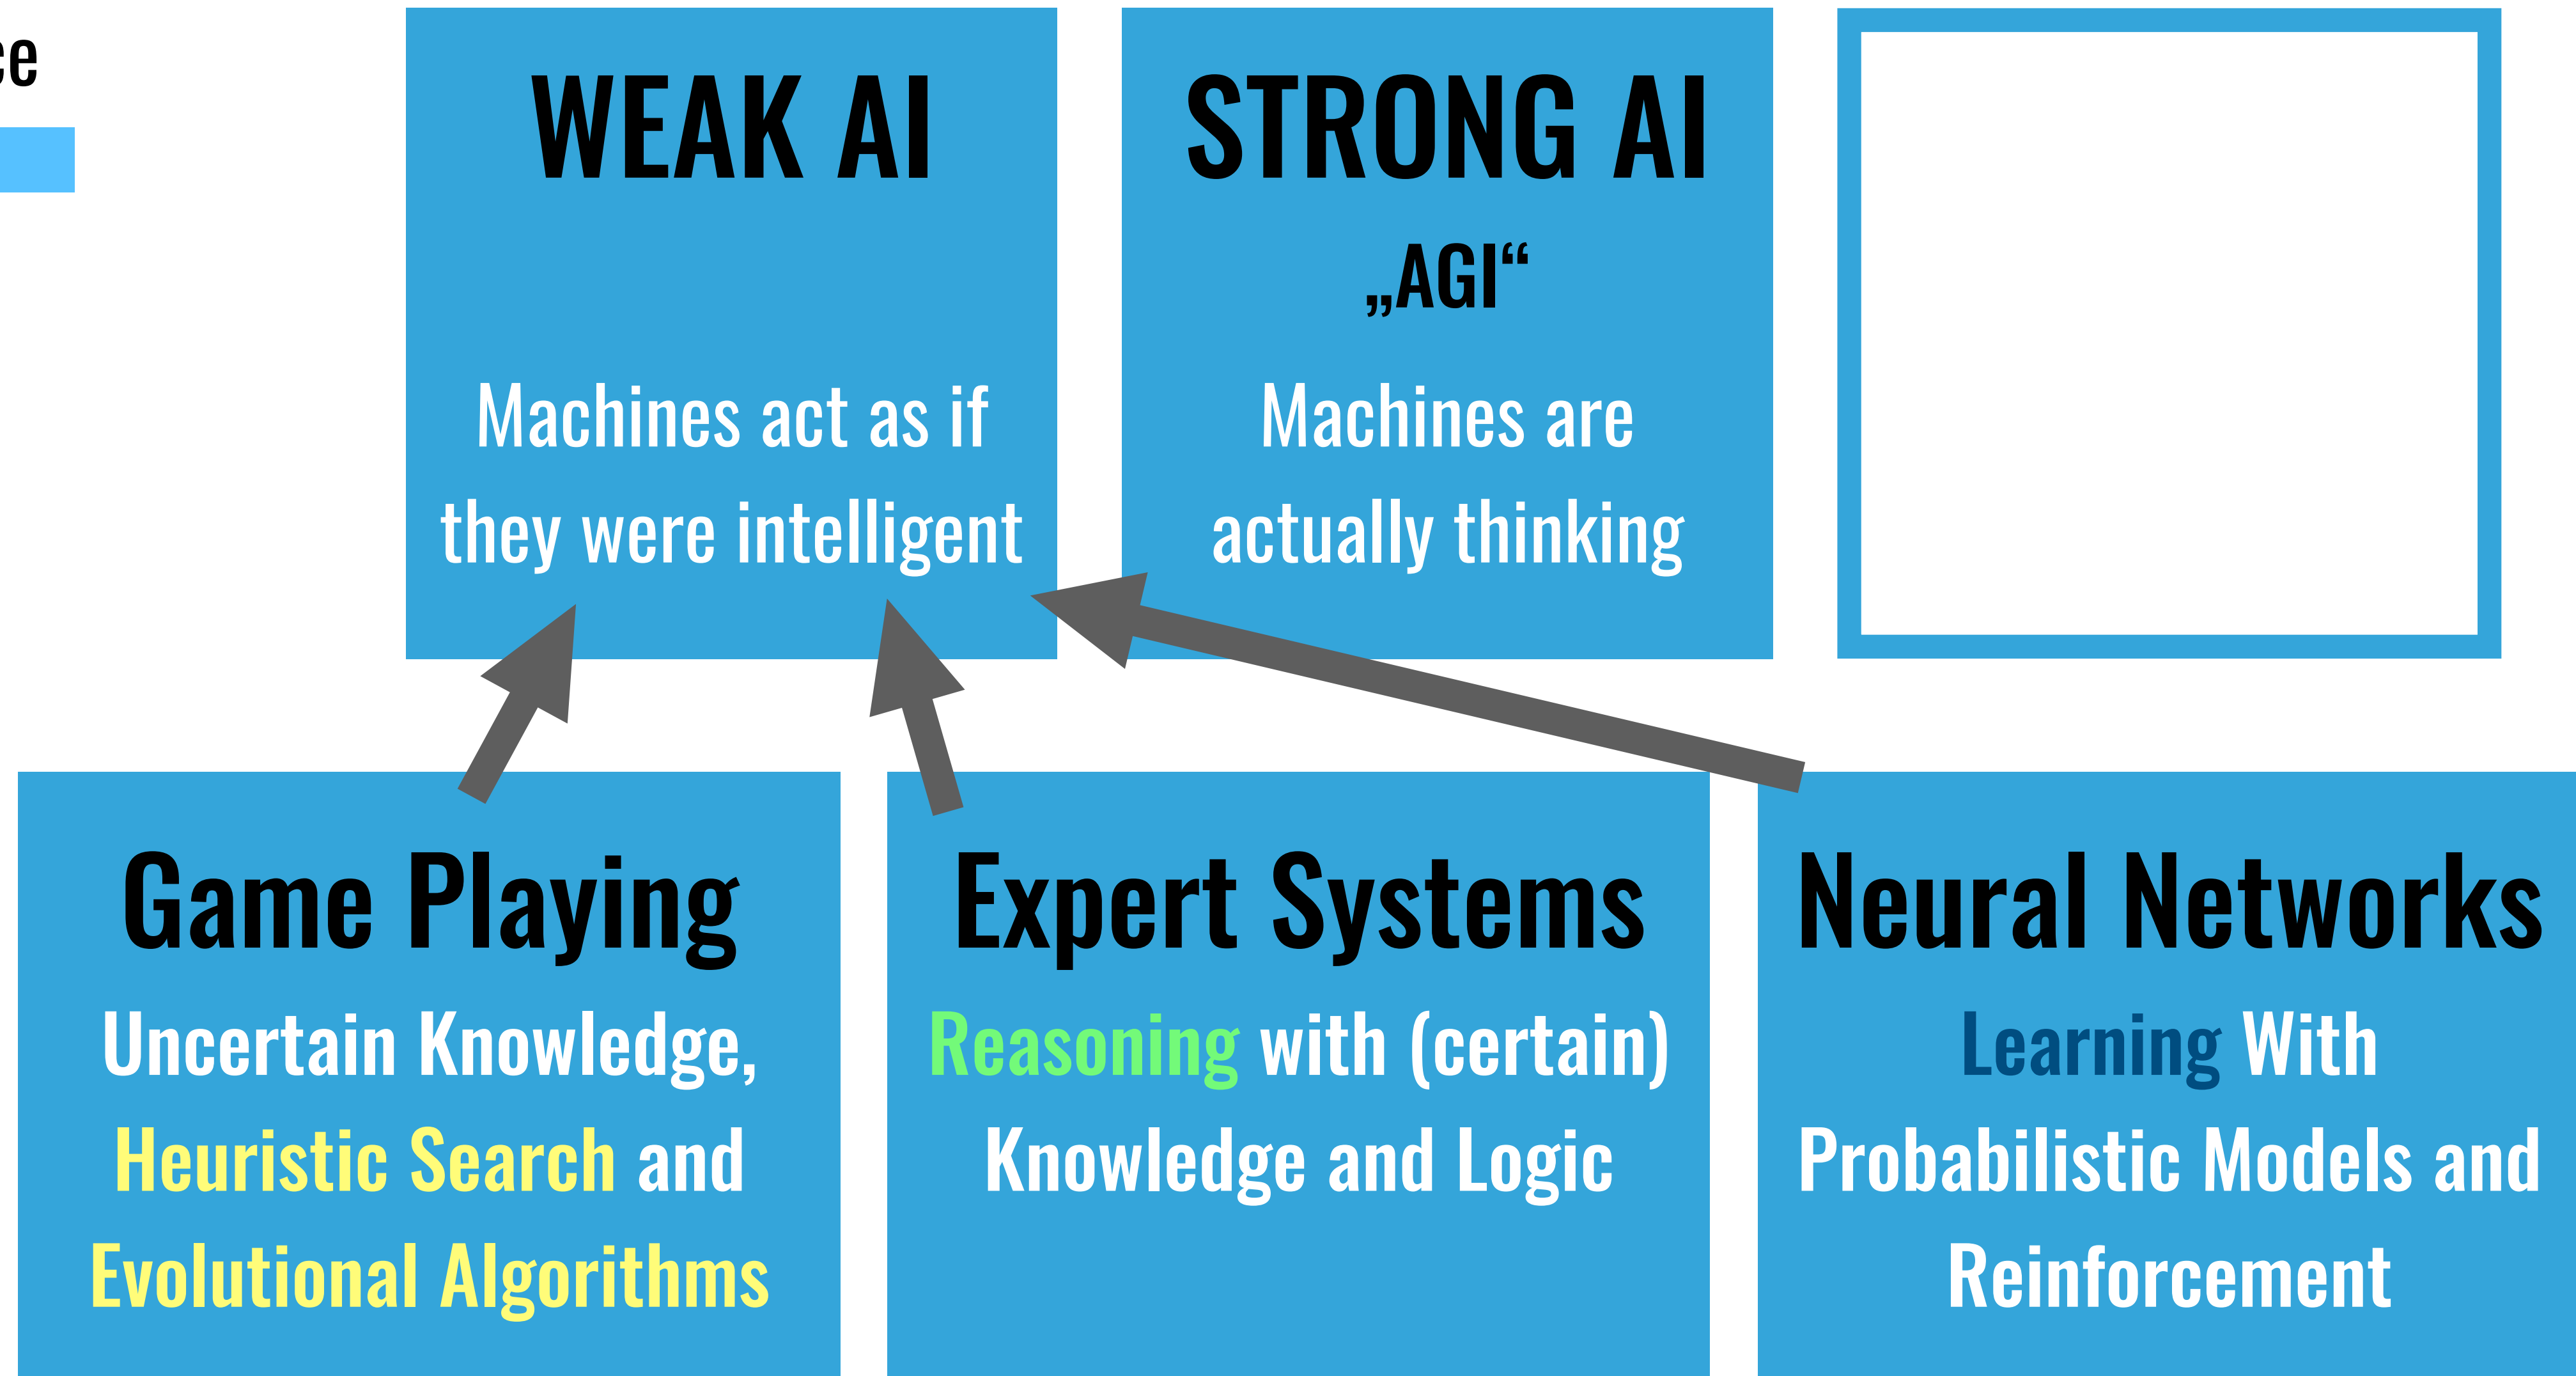 ce
WEAK AI
Machines act as if
they were intelligent
STRONG AI
„AGI“
Machines are
actually thinking
Game Playing
Uncertain Knowledge,
Heuristic Search and
Evolutional Algorithms
Expert Systems
Reasoning with (certain)
Knowledge and Logic
Neural Networks
Learning With
Probabilistic Models and
Reinforcement